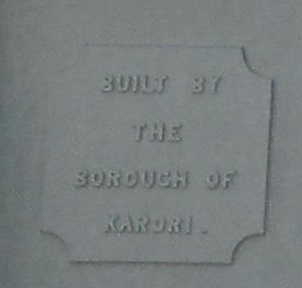 BUILT BY
THE
BOROUGH OF
KARORI.